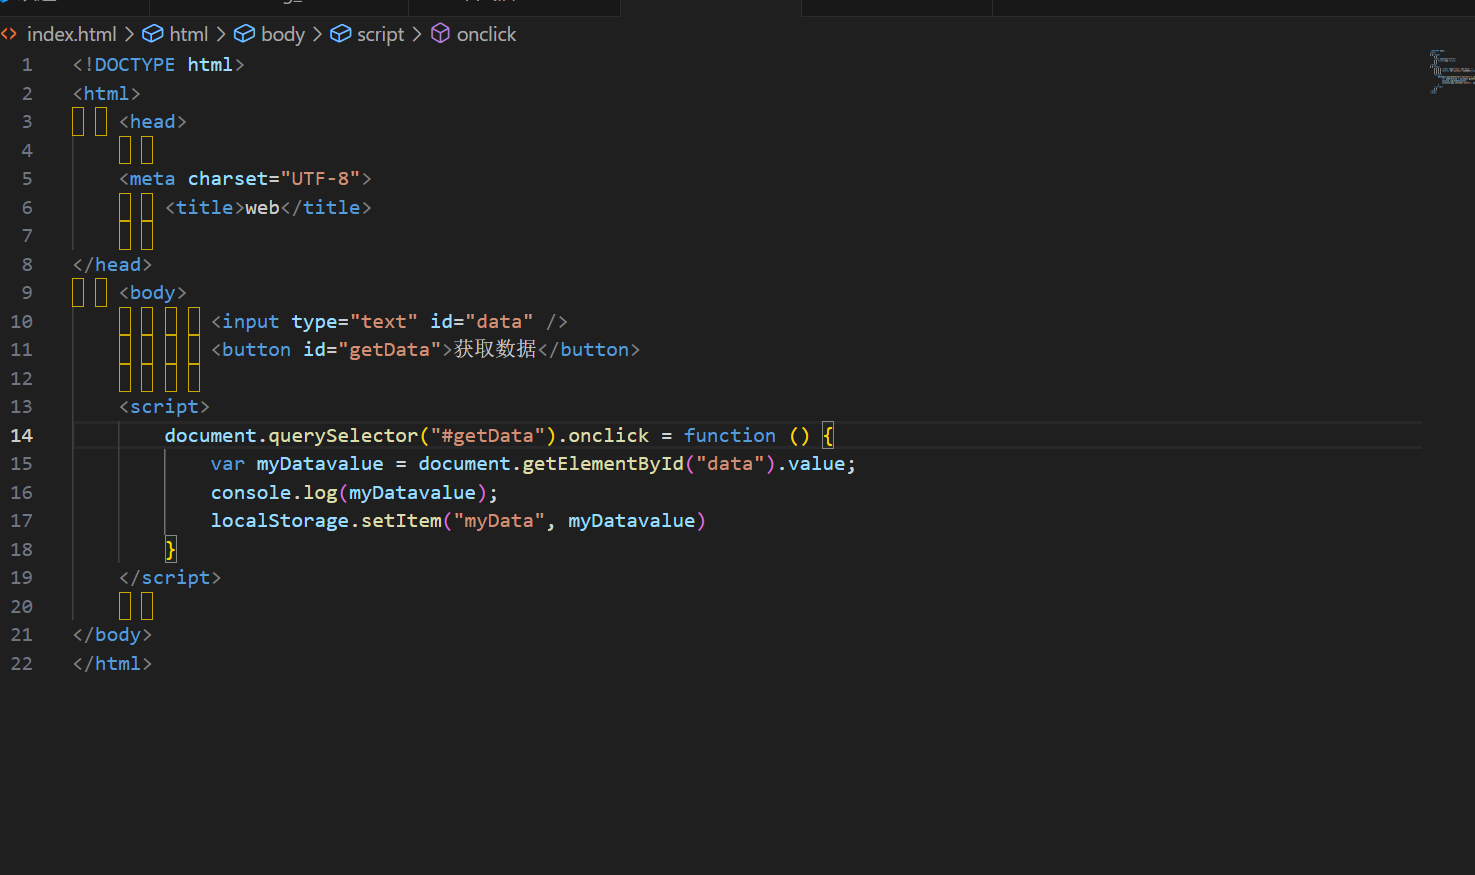 index.html > html > body > script > onclick
1 <!DOCTYPE html>
2 <html>
3 <head>
4
5 <meta charset="UTF-8">
6 <title>web</title>
7
8 </head>
9 <body>
10 <input type="text" id="data" />
11 <button id="getData">获取数据</button>
12
13 <script>
14 document.querySelector("#getData").onclick = function () {
15 var myDatavalue = document.getElementById("data").value;
16 console.log(myDatavalue);
17 localStorage.setItem("myData", myDatavalue)
18 }
19 </script>
20
21 </body>
22 </html>